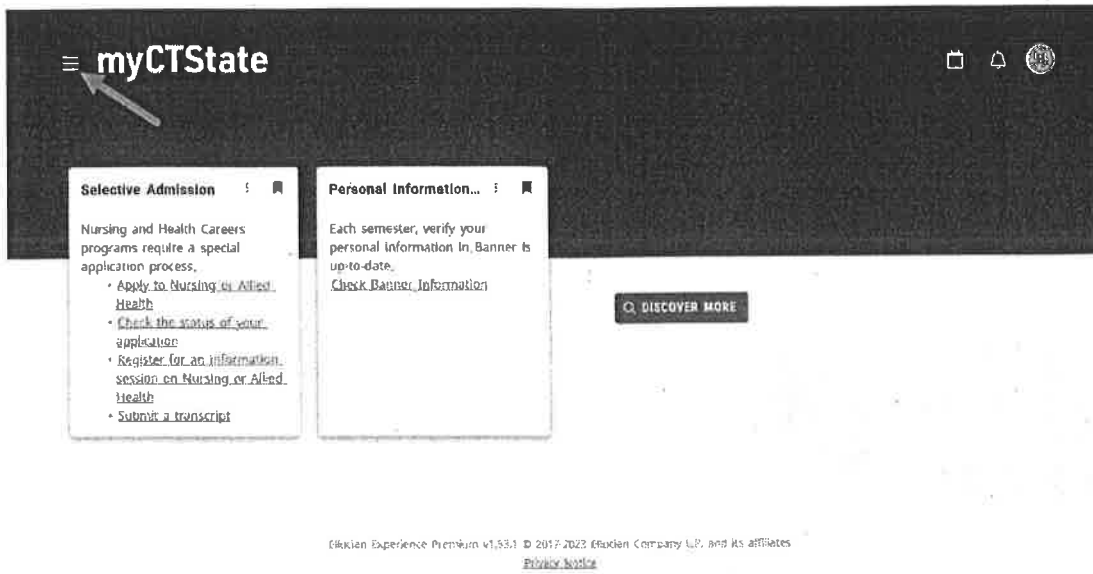 myCTState
Selective Admission
Nursing and Health Careers
programs require a special
application process.
• Apply to Nursing or Allied
Health
• Check the status of your
application
• Register for an information
session on Nursing or Allied
Health
• Submit a transcript
Personal Information...
Each semester, verify your
personal information in Banner is
up-to-date.
Check Banner Information
DISCOVER MORE
Ellucian Experience Premium v1.53.1 © 2017-2023 Ellucian Company L.P. and its affiliates
Privacy Notice